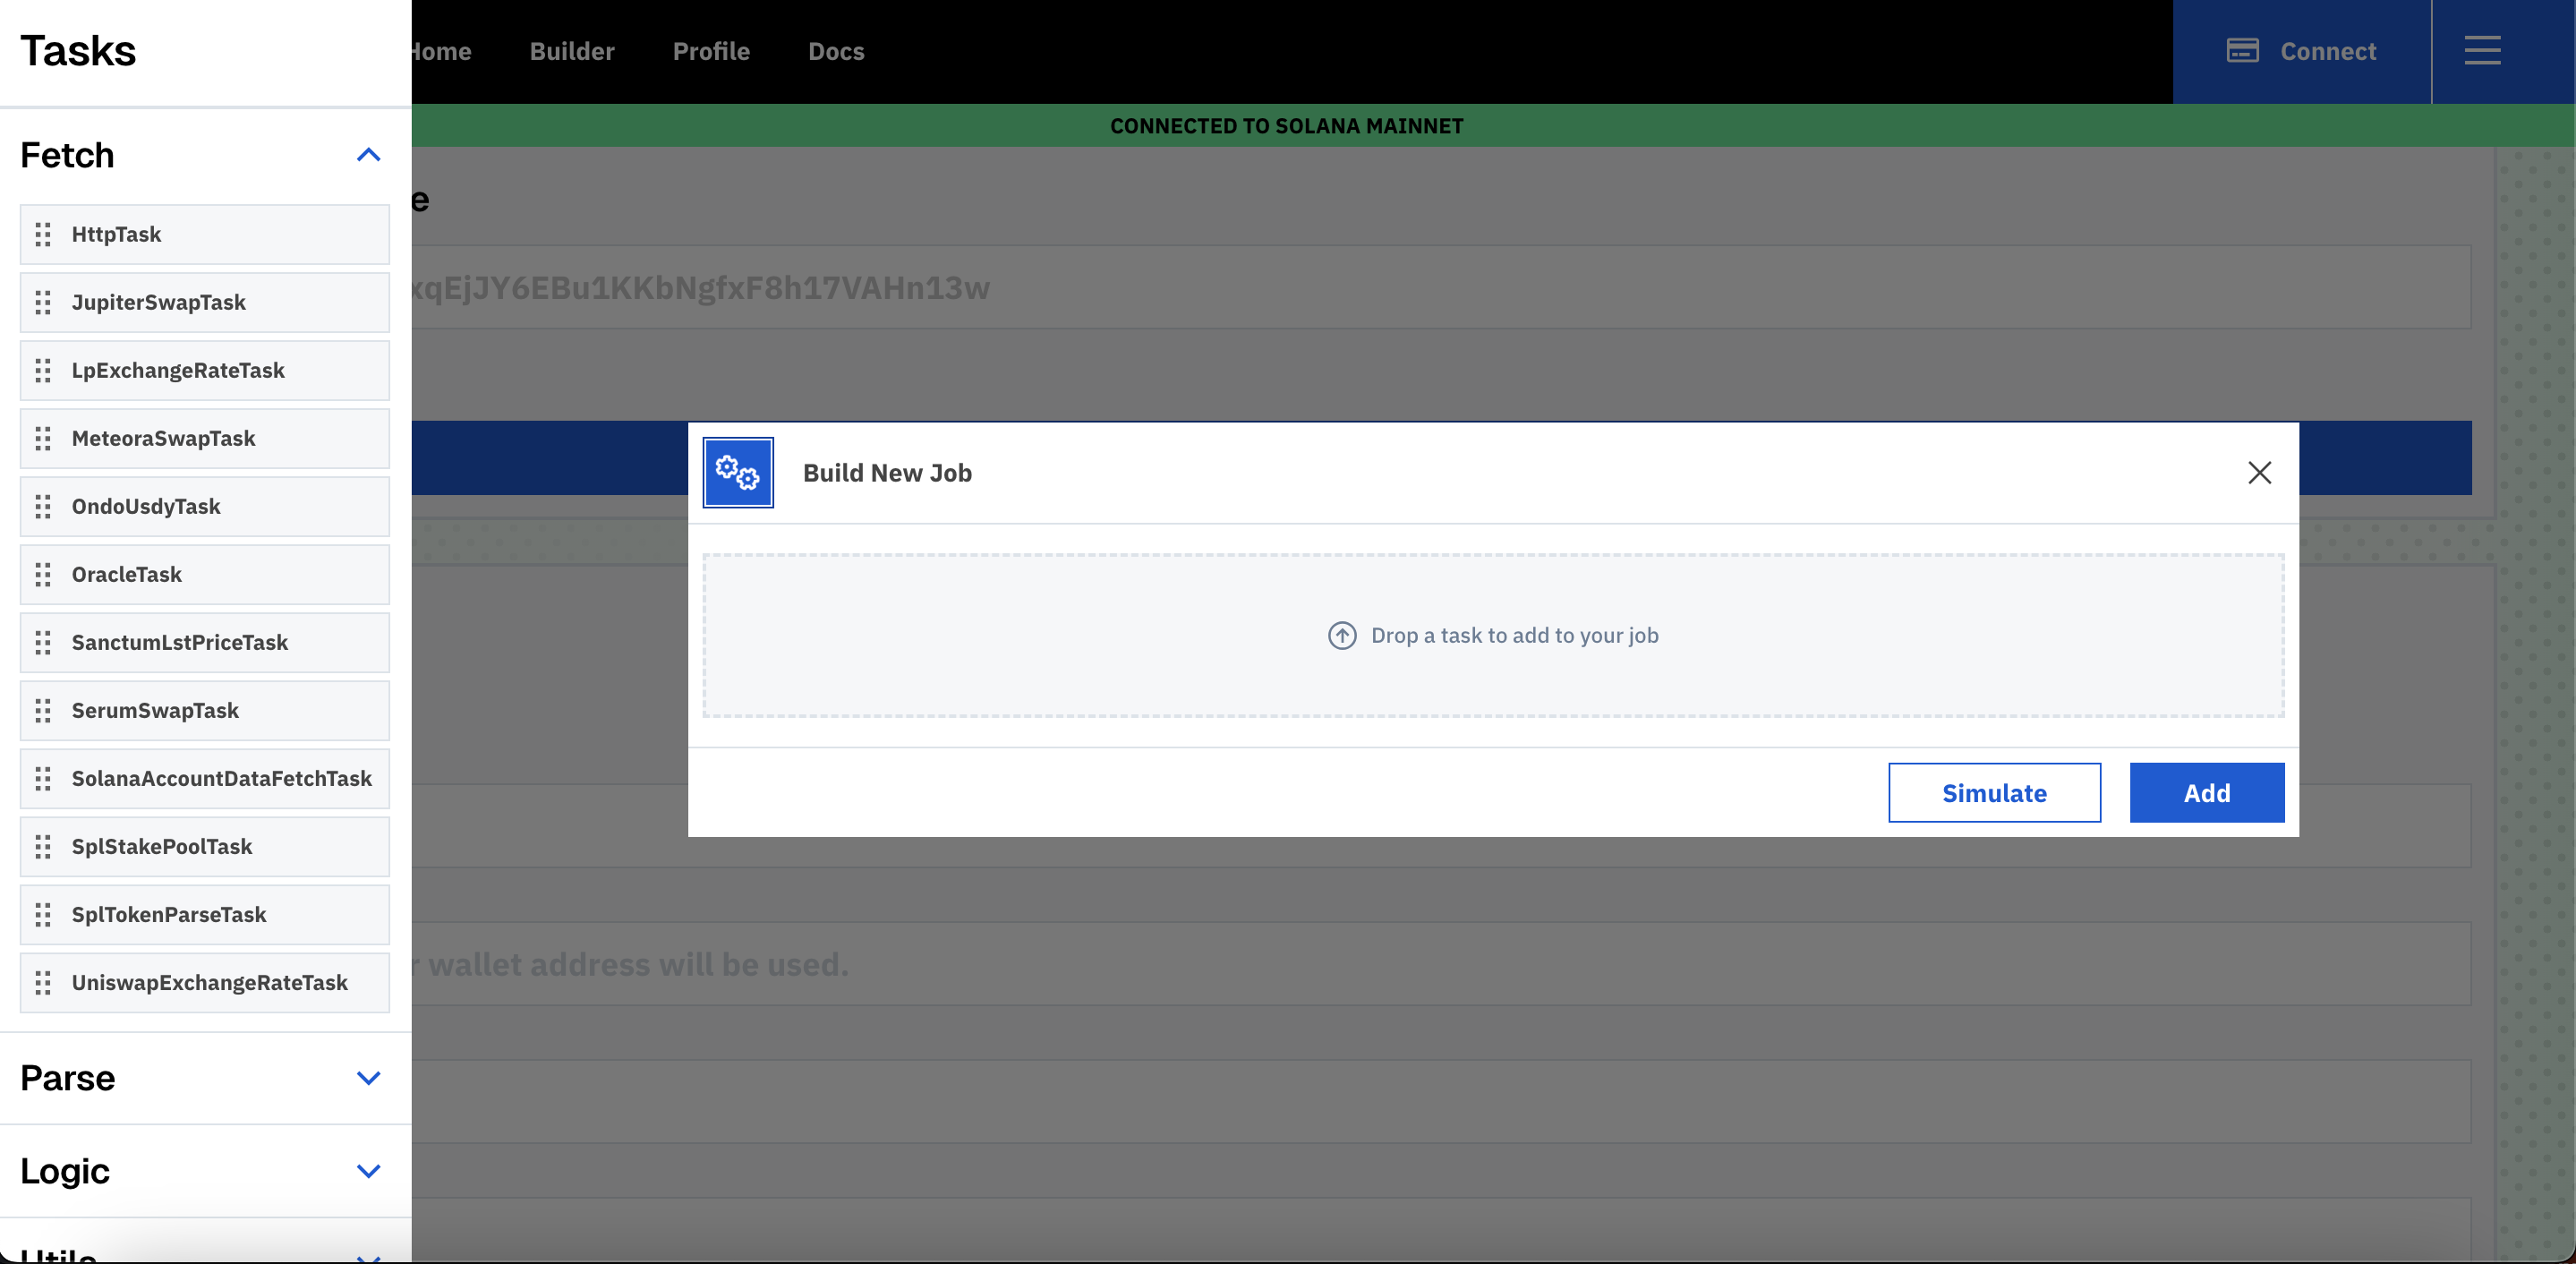 Tasks
Home Builder Profile Docs
Connect
CONNECTED TO SOLANA MAINNET
Fetch
HttpTask
JupiterSwapTask
LpExchangeRateTask
MeteoraSwapTask
OndoUsdyTask
OracleTask
SanctumLstPriceTask
SerumSwapTask
SolanaAccountDataFetchTask
SplStakePoolTask
SplTokenParseTask
UniswapExchangeRateTask
Parse
Logic
Utils
e
xqEjJY6EBu1KKbNgfxF8h17VAHn13w
Build New Job
Drop a task to add to your job
Simulate
Add
r wallet address will be used.